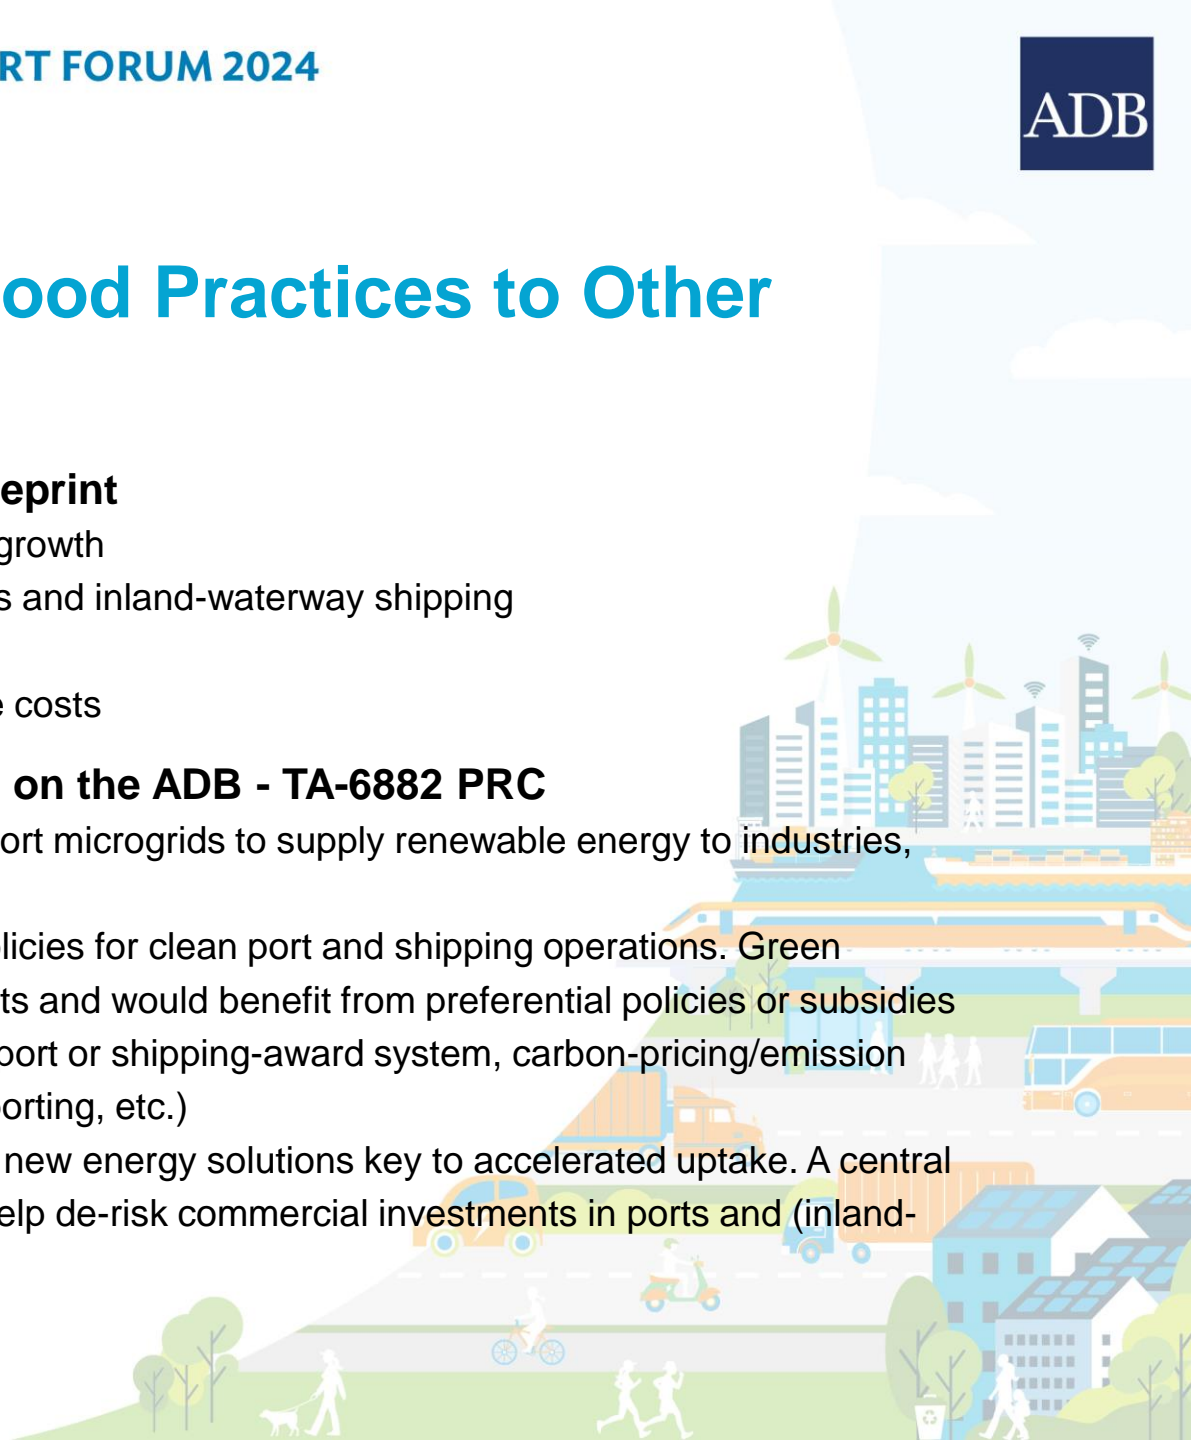 RT FORUM 2024
ADB
ood Practices to Other
eprint
growth
s and inland-waterway shipping
e costs
on the ADB - TA-6882 PRC
ort microgrids to supply renewable energy to industries,
licies for clean port and shipping operations. Green
ts and would benefit from preferential policies or subsidies
port or shipping-award system, carbon-pricing/emission
orting, etc.)
new energy solutions key to accelerated uptake. A central
elp de-risk commercial investments in ports and (inland-